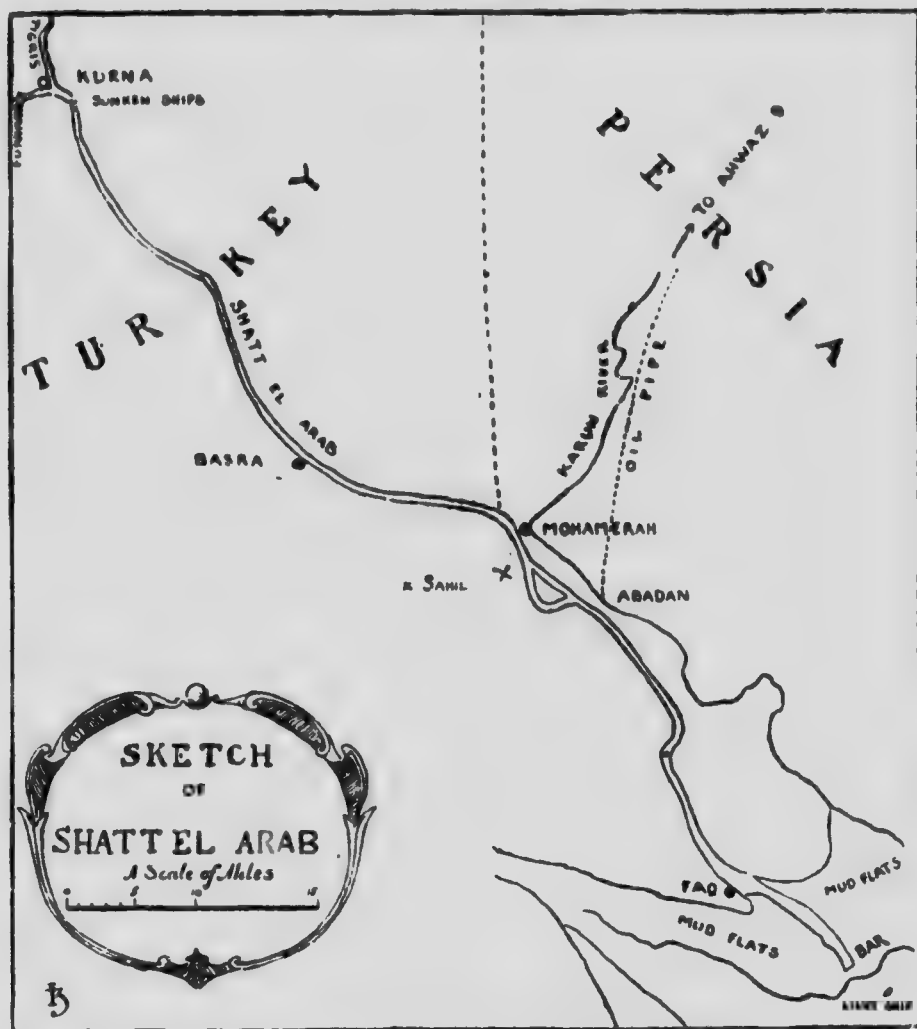 TIGRIS
KURNA
SUNKEN SHIPS
TURKEY
PERSIA
TO AHWAZ
SHATT EL ARAB
KARUN RIVER
OIL PIPE
BASRA
MOHAMERAH
x SAHIL
ABADAN
SKETCH
OF
SHATT EL ARAB
A Scale of Miles
0 5 10 15
FAO
MUD FLATS
MUD FLATS
BAR